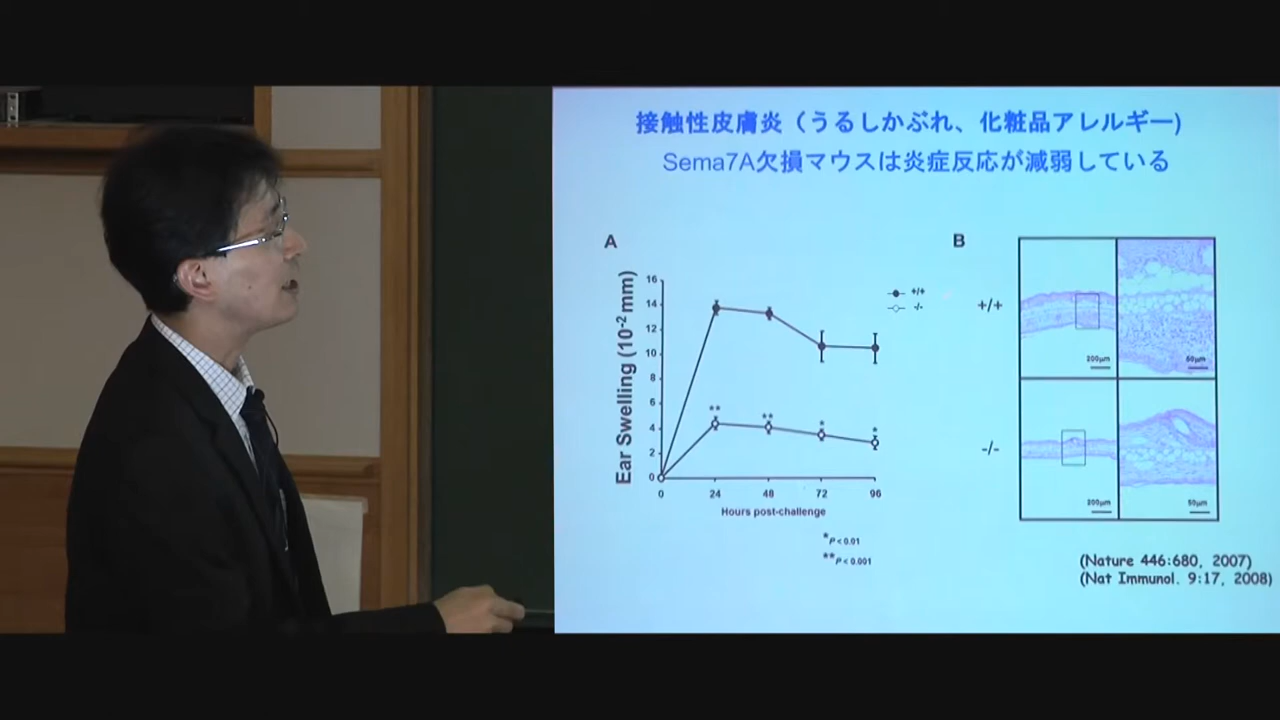 接触性皮膚炎（うるしかぶれ、化粧品アレルギー)
Sema7A欠損マウスは炎症反応が減弱している
A
Ear Swelling (10-2 mm)
16
14
12
10
8
6
4
2
0
** ** * *
0 24 48 72 96
Hours post-challenge
+/+
-/-
*P < 0.01
**P < 0.001
B
+/+
200μm
50μm
-/-
200μm
50μm
(Nature 446:680, 2007)
(Nat Immunol. 9:17, 2008)